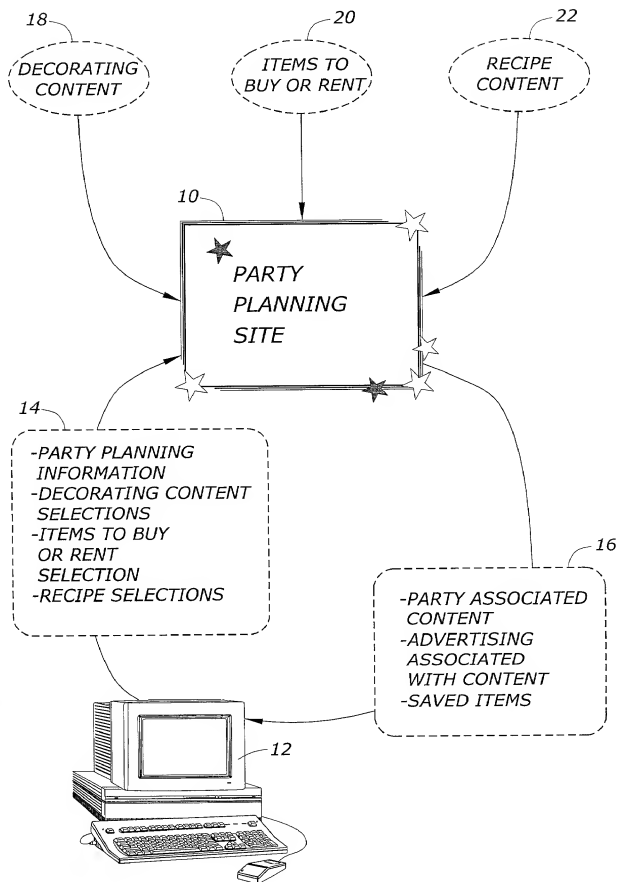 18
20
22
DECORATING
CONTENT
ITEMS TO
BUY OR RENT
RECIPE
CONTENT
10
PARTY
PLANNING
SITE
14
-PARTY PLANNING
INFORMATION
-DECORATING CONTENT
SELECTIONS
-ITEMS TO BUY
OR RENT
SELECTION
-RECIPE SELECTIONS
16
-PARTY ASSOCIATED
CONTENT
-ADVERTISING
ASSOCIATED
WITH CONTENT
-SAVED ITEMS
12